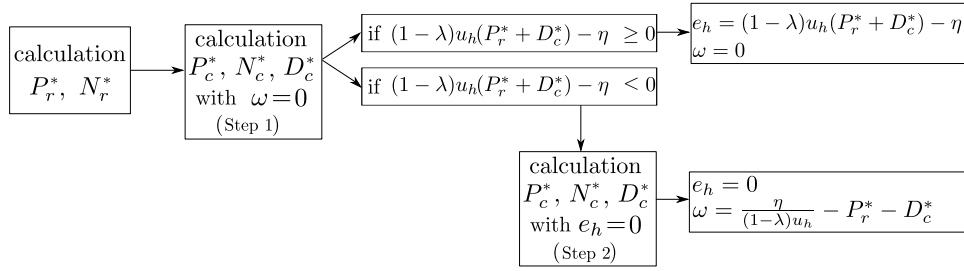 calculation
P_r^*, N_r^*
calculation
P_c^*, N_c^*, D_c^*
with ω=0
(Step 1)
if (1-λ)u_h(P_r^*+D_c^*)-η ≥0
if (1-λ)u_h(P_r^*+D_c^*)-η <0
e_h=(1-λ)u_h(P_r^*+D_c^*)-η
ω=0
calculation
P_c^*, N_c^*, D_c^*
with e_h=0
(Step 2)
e_h=0
ω=η/((1-λ)u_h)-P_r^*-D_c^*